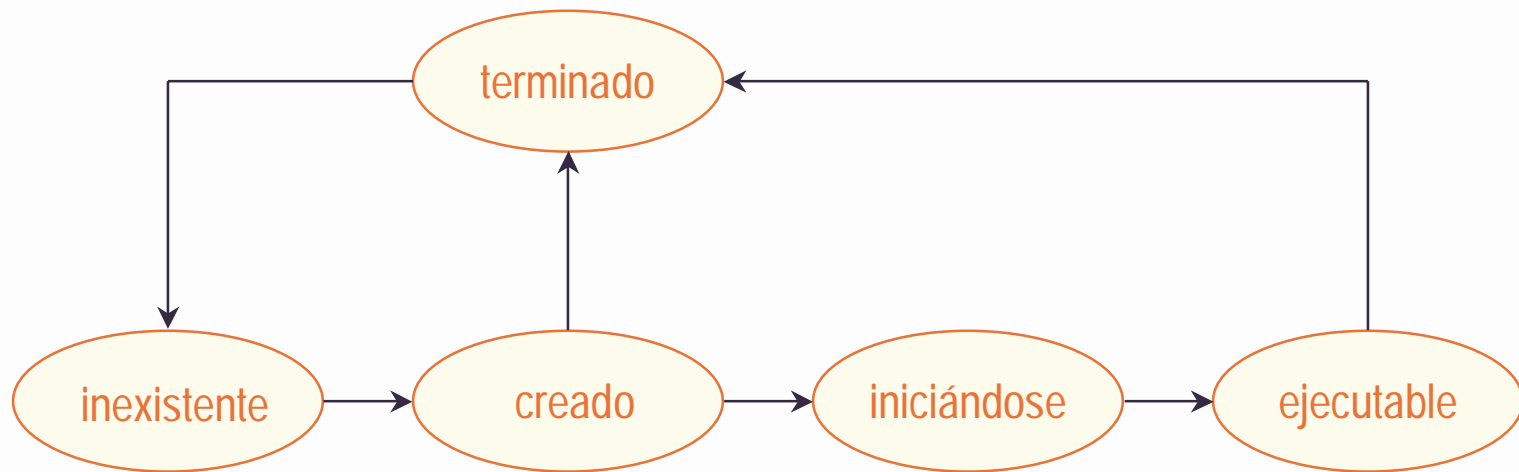 terminado
inexistente
creado
iniciándose
ejecutable